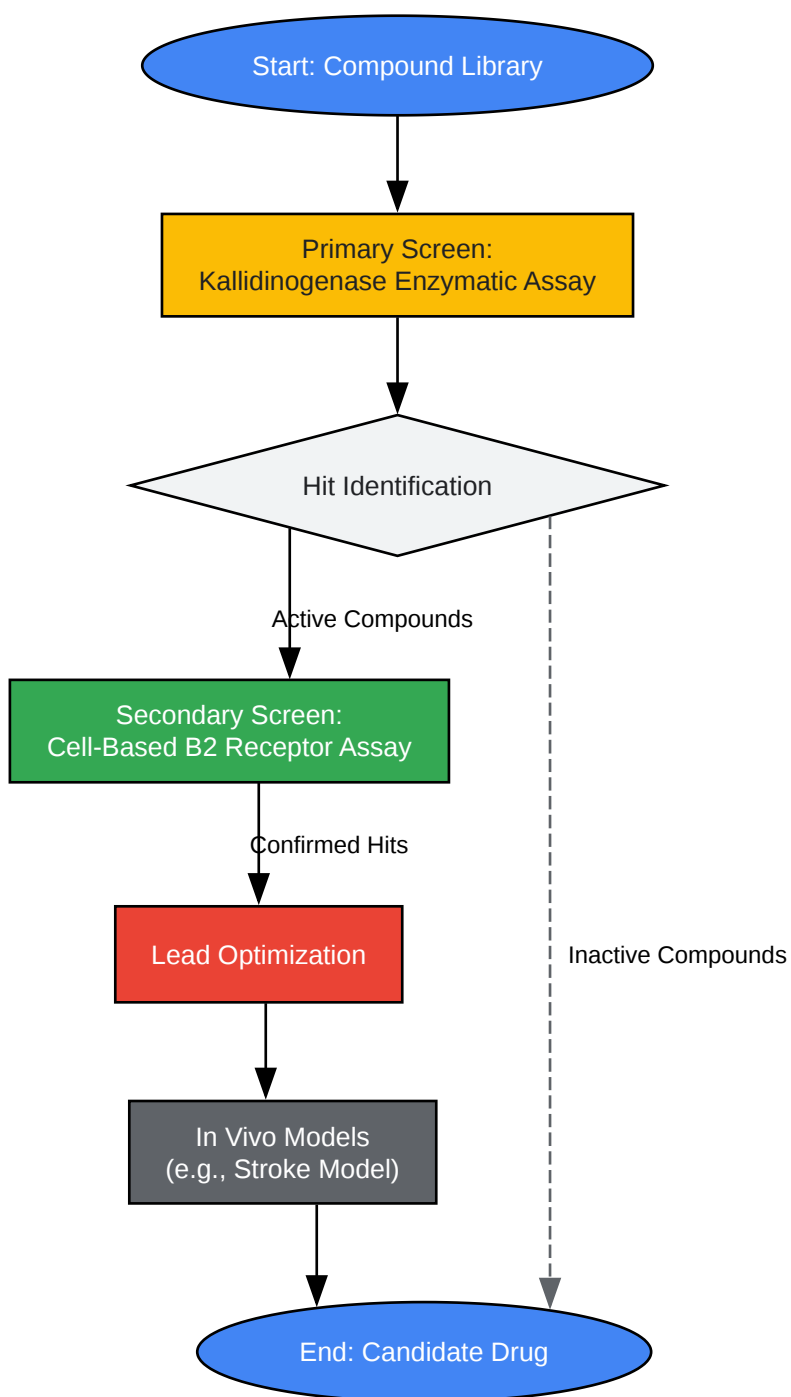 Start: Compound Library
Primary Screen:
Kallidinogenase Enzymatic Assay
Hit Identification
Active Compounds
Secondary Screen:
Cell-Based B2 Receptor Assay
Confirmed Hits
Lead Optimization
Inactive Compounds
In Vivo Models
(e.g., Stroke Model)
End: Candidate Drug